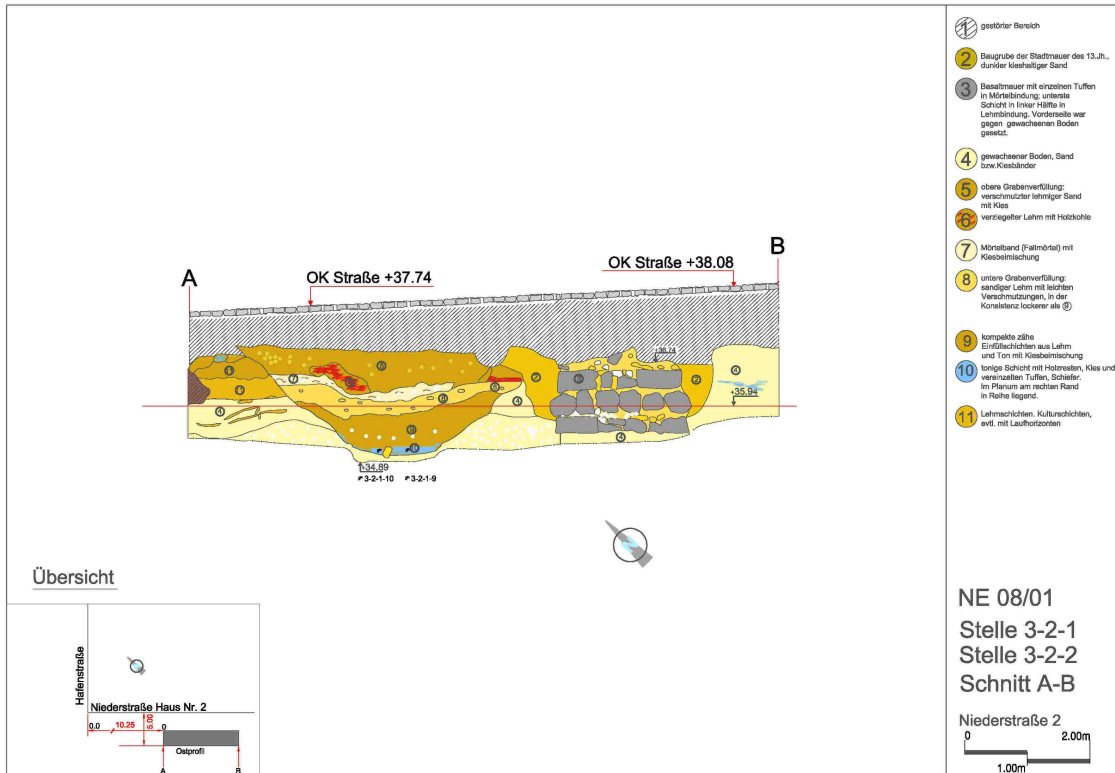 A
B
OK Straße +37.74
OK Straße +38.08
+36.74
+35.94
+34.89
3-2-1-10
3-2-1-9
Übersicht
Hafenstraße
Niederstraße Haus Nr. 2
0.0
10.25
5.00
0
Ostprofil
A
B
1 gestörter Bereich
2 Baugrube der Stadtmauer des 13.Jh.,
dunkler kieshaltiger Sand
3 Basaltmauer mit einzelnen Tuffen
in Mörtelbindung; unterste
Schicht in linker Hälfte in
Lehmbindung. Vorderseite war
gegen gewachsenen Boden
gesetzt.
4 gewachsener Boden, Sand
bzw.Kiesbänder
5 obere Grabenverfüllung:
verschmutzter lehmiger Sand
mit Kies
6 verziegelter Lehm mit Holzkohle
7 Mörtelband (Fallmörtel) mit
Kiesbeimischung
8 untere Grabenverfüllung:
sandiger Lehm mit leichten
Verschmutzungen, in der
Konsistenz lockerer als 9
9 kompakte zähe
Einfüllschichten aus Lehm
und Ton mit Kiesbeimischung
10 tonige Schicht mit Holzresten, Kies und
vereinzelten Tuffen, Schiefer.
Im Planum am rechten Rand
in Reihe liegend.
11 Lehmschichten. Kulturschichten,
evtl. mit Laufhorizonten
NE 08/01
Stelle 3-2-1
Stelle 3-2-2
Schnitt A-B
Niederstraße 2
0
2.00m
1.00m